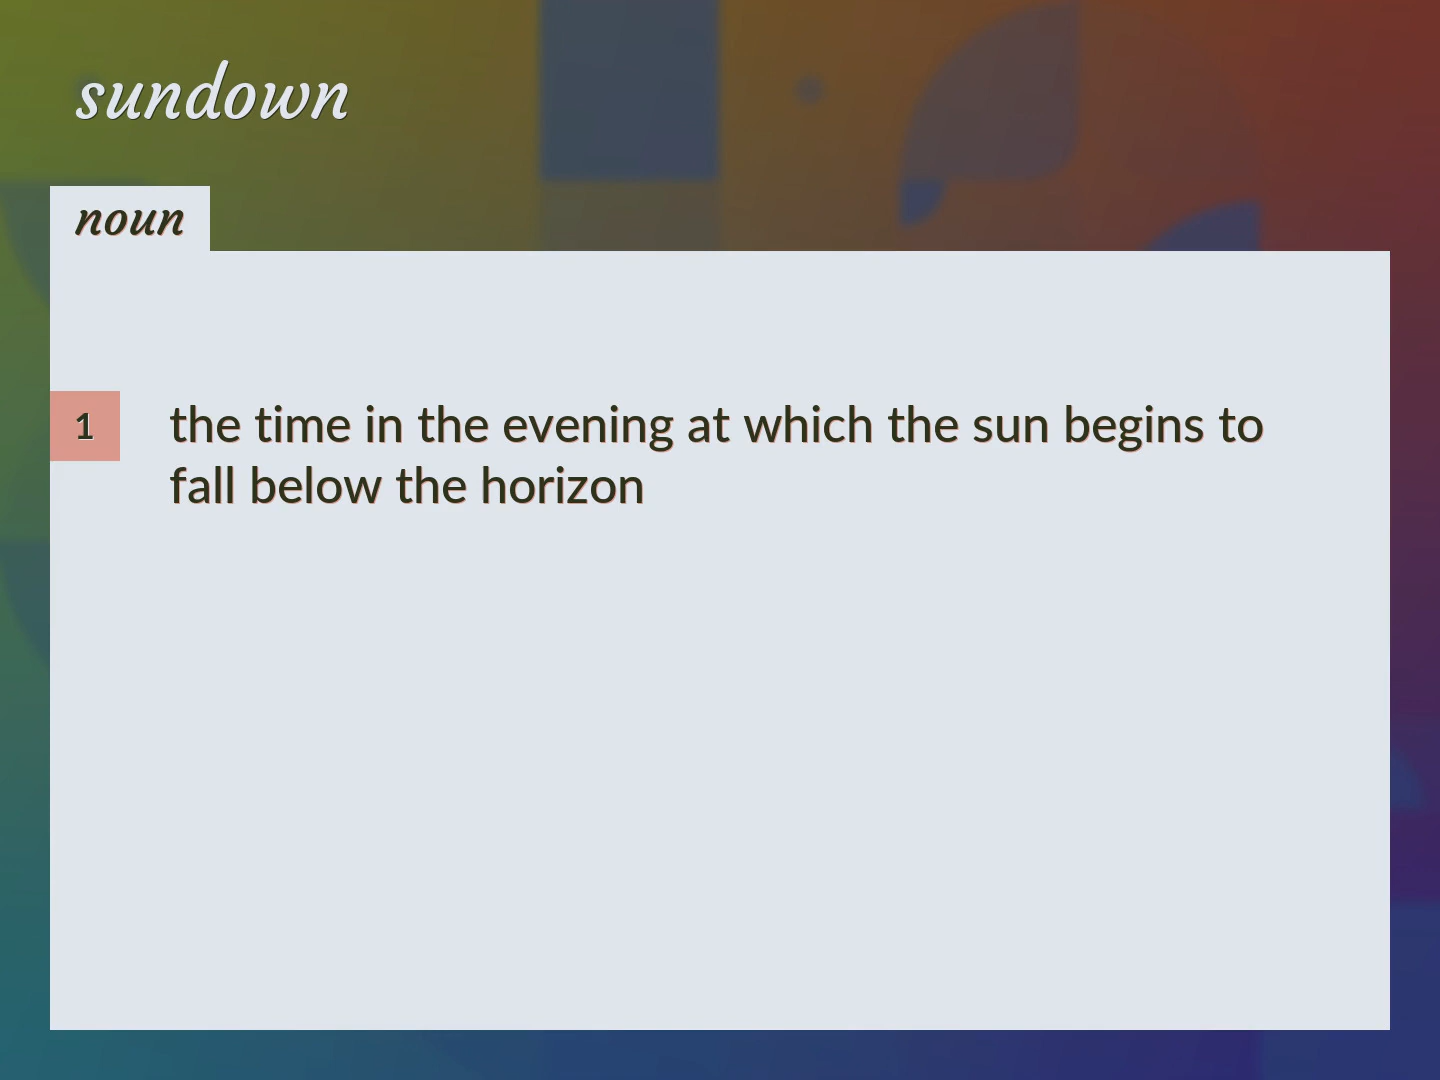 sundown
noun
1
the time in the evening at which the sun begins to
fall below the horizon